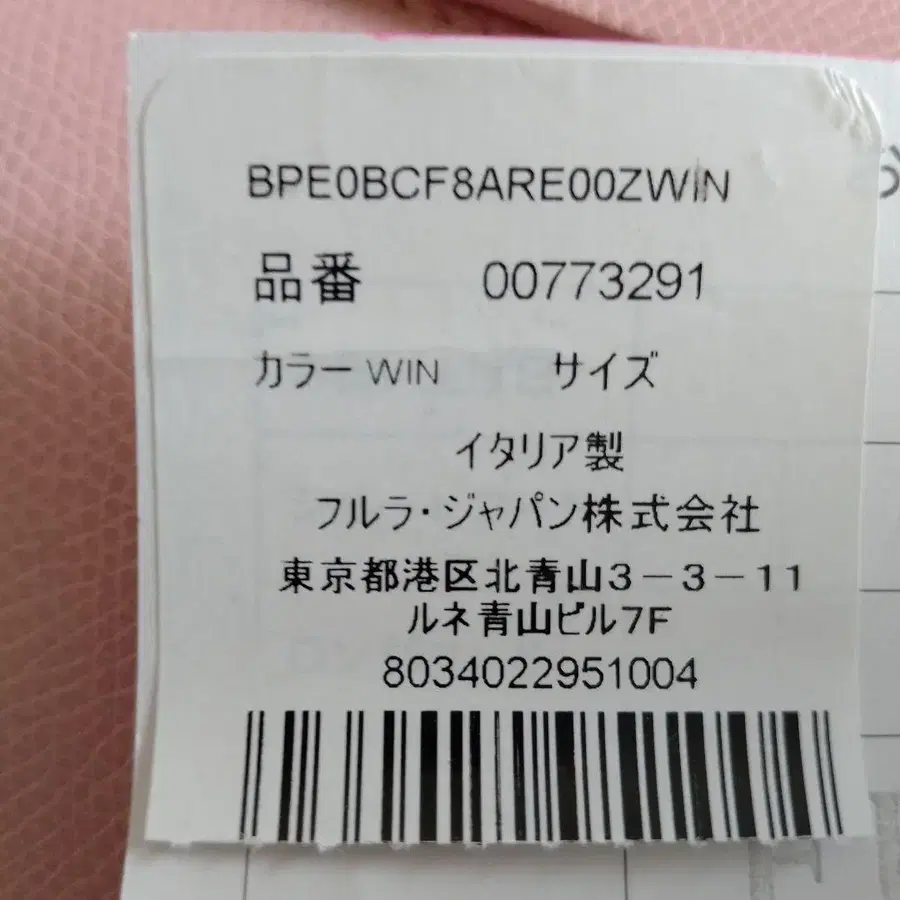 BPE0BCF8ARE00ZWIN
品番 00773291
カラー WIN サイズ
イタリア製
フルラ・ジャパン株式会社
東京都港区北青山3-3-11
ルネ青山ビル7F
8034022951004